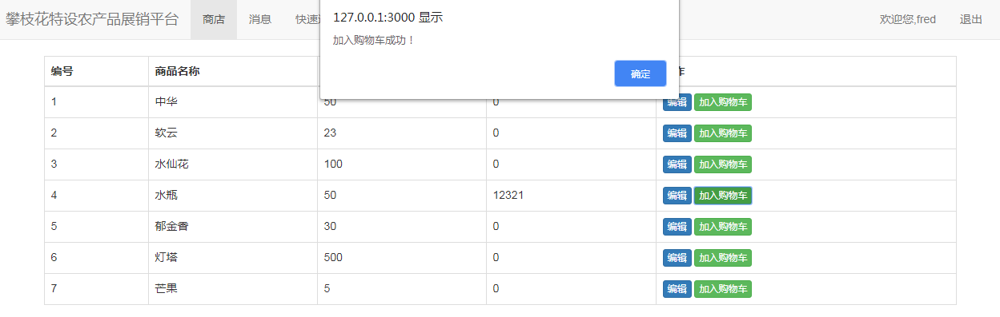 攀枝花特设农产品展销平台 商店 消息 快速 欢迎您,fred 退出
127.0.0.1:3000 显示
加入购物车成功！
确定
编号 商品名称 作
1 中华 50 0 编辑 加入购物车
2 软云 23 0 编辑 加入购物车
3 水仙花 100 0 编辑 加入购物车
4 水瓶 50 12321 编辑 加入购物车
5 郁金香 30 0 编辑 加入购物车
6 灯塔 500 0 编辑 加入购物车
7 芒果 5 0 编辑 加入购物车